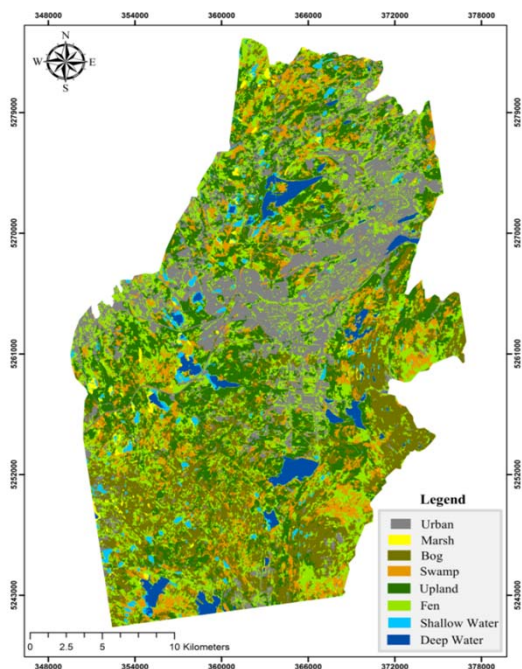 348000 354000 360000 366000 372000 378000
N
W E
S
5279000 5279000
5270000 5270000
5261000 5261000
5252000 5252000
5243000 5243000
Legend
Urban
Marsh
Bog
Swamp
Upland
Fen
Shallow Water
Deep Water
0 2.5 5 10 Kilometers
348000 354000 360000 366000 372000 378000